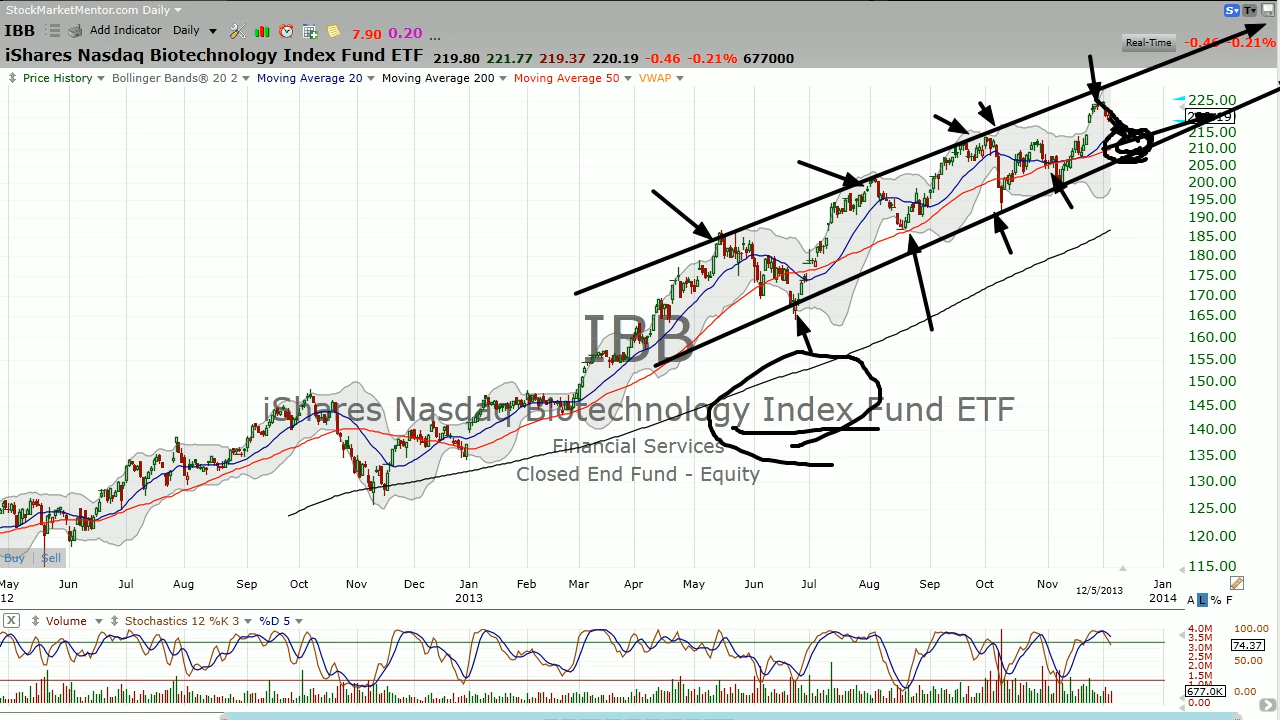 StockMarketMentor.com Daily
IBB Add Indicator Daily 7.90 0.20 ...
iShares Nasdaq Biotechnology Index Fund ETF 219.80 221.77 219.37 220.19 -0.46 -0.21% 677000
Real-Time -0.46 -0.21%
Price History Bollinger Bands® 20 2 Moving Average 20 Moving Average 200 Moving Average 50 VWAP
225.00
215.00
210.00
205.00
200.00
195.00
190.00
185.00
180.00
175.00
170.00
165.00
160.00
155.00
150.00
145.00
140.00
135.00
130.00
125.00
120.00
115.00
IBB
iShares Nasdaq Biotechnology Index Fund ETF
Financial Services
Closed End Fund - Equity
Buy Sell
May Jun Jul Aug Sep Oct Nov Dec Jan Feb Mar Apr May Jun Jul Aug Sep Oct Nov 12/5/2013 Jan
12 2013 2014
A L % F
X Volume Stochastics 12 %K 3 %D 5
4.0M 100.00
3.5M
3.0M 74.37
2.5M
2.0M 50.00
1.5M
677.0K 0.00
0.00